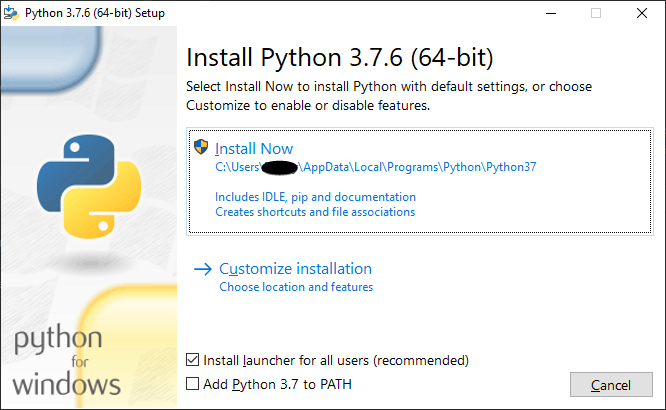 Python 3.7.6 (64-bit) Setup
Install Python 3.7.6 (64-bit)
Select Install Now to install Python with default settings, or choose
Customize to enable or disable features.
Install Now
C:\Users\ \AppData\Local\Programs\Python\Python37
Includes IDLE, pip and documentation
Creates shortcuts and file associations
Customize installation
Choose location and features
python
for
windows
Install launcher for all users (recommended)
Add Python 3.7 to PATH
Cancel